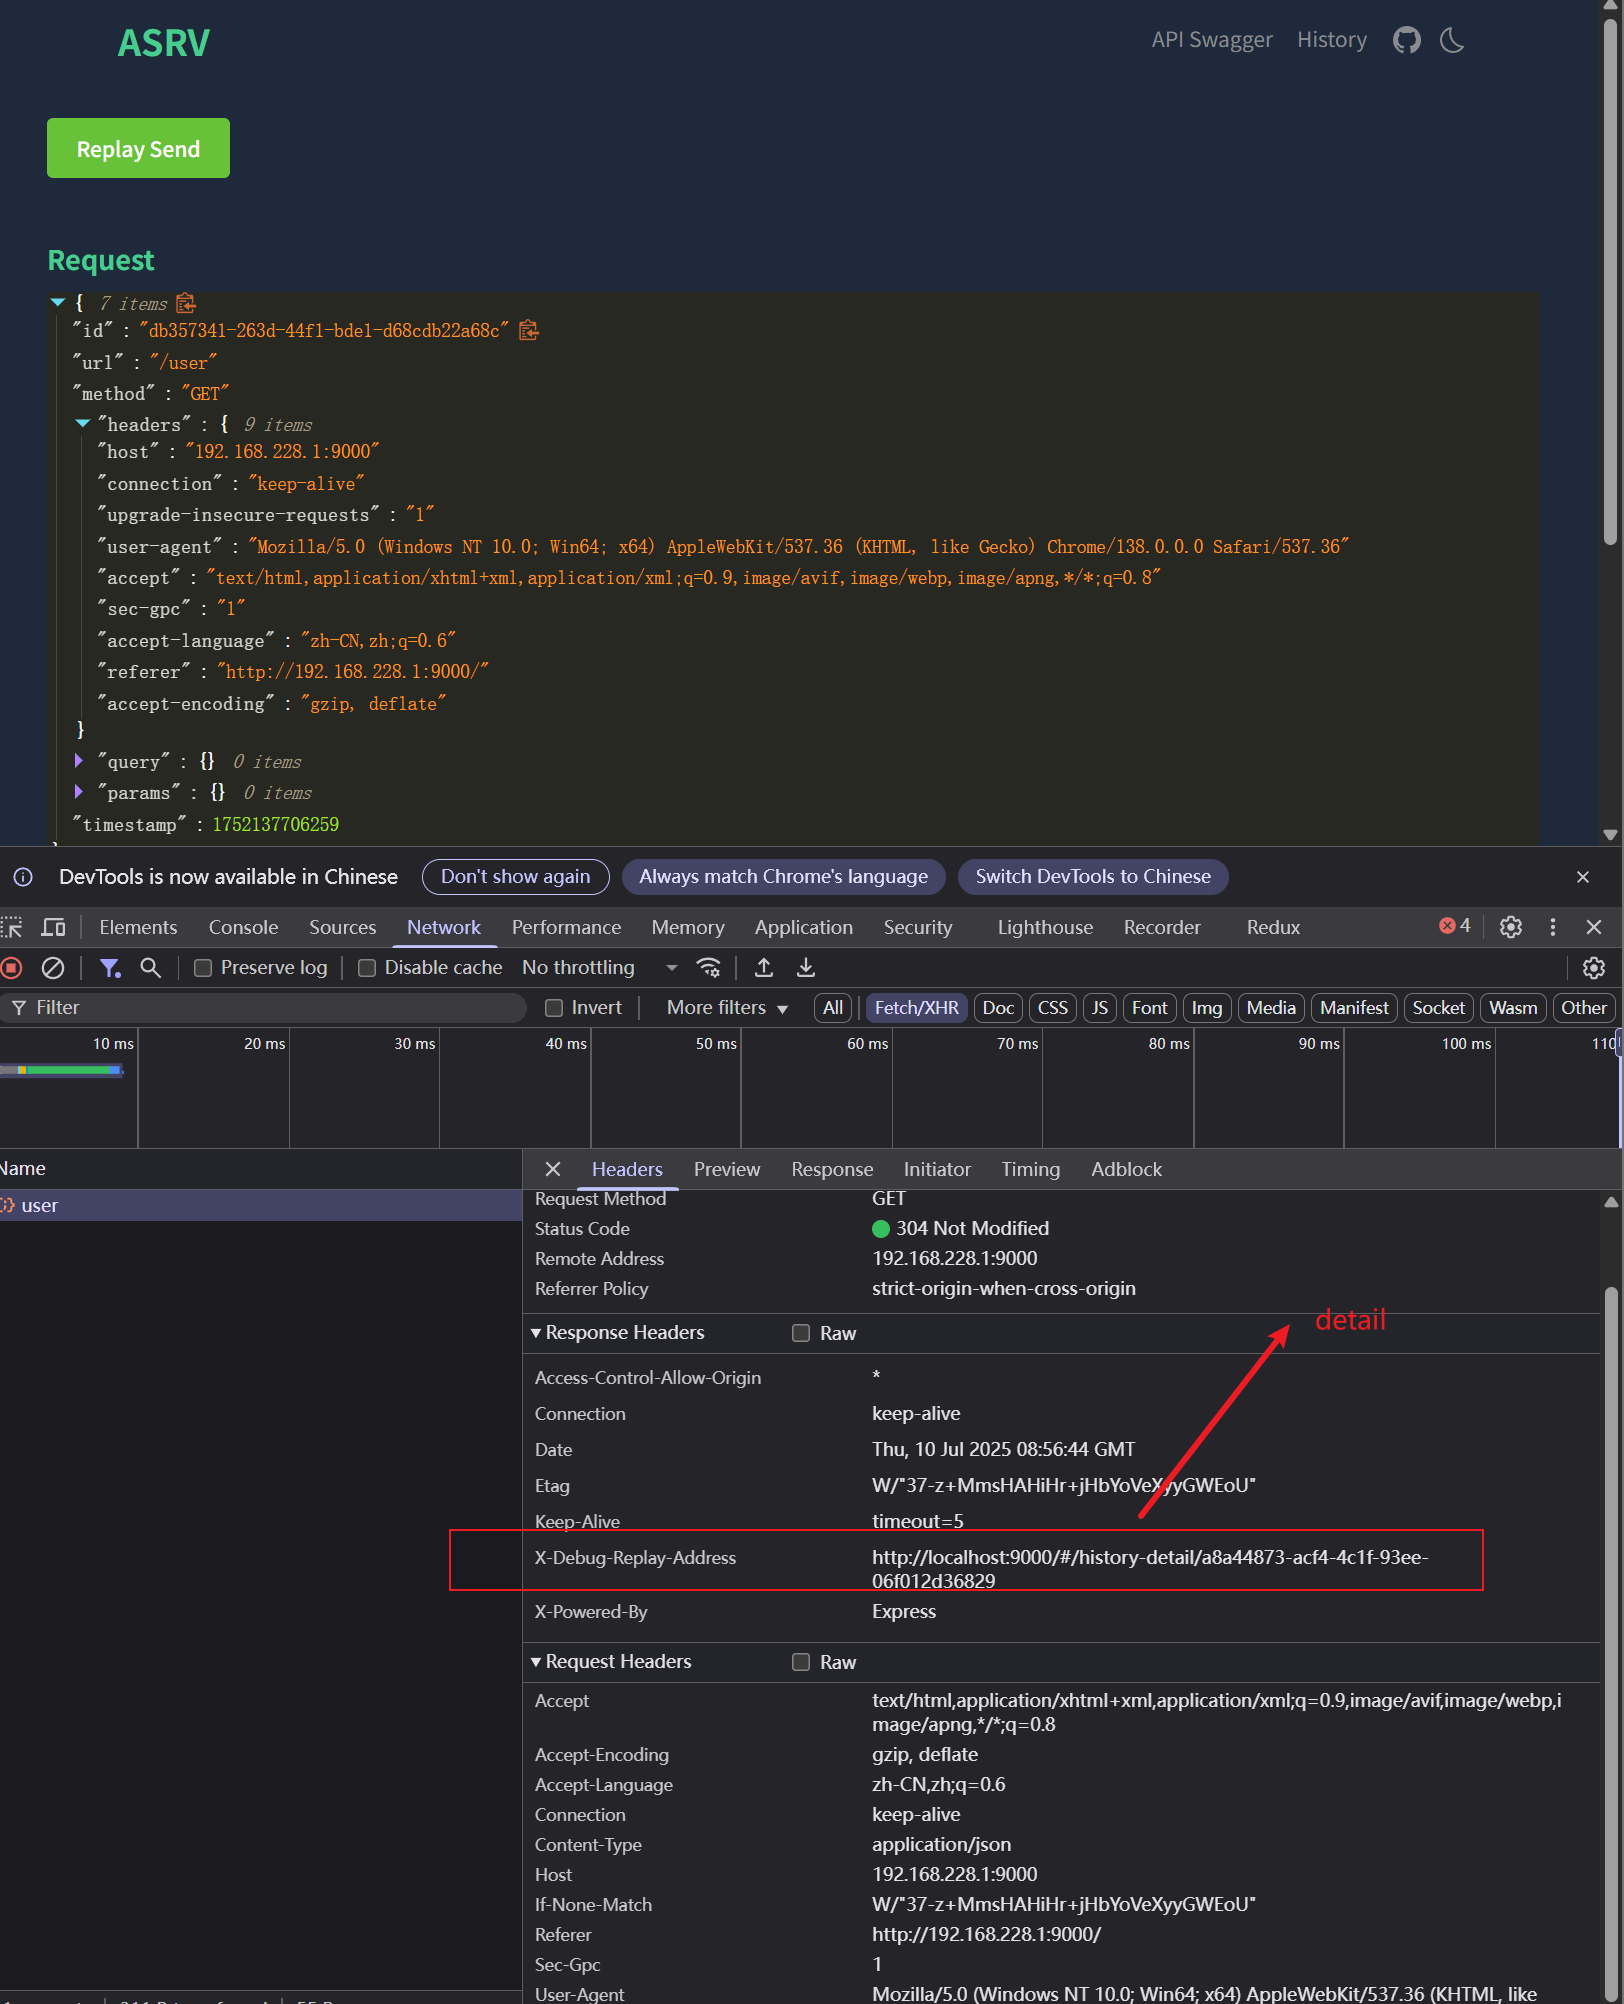 ASRV
API Swagger History
Replay Send
Request
{ 7 items
"id" : "db357341-263d-44f1-bde1-d68cdb22a68c"
"url" : "/user"
"method" : "GET"
"headers" : { 9 items
"host" : "192.168.228.1:9000"
"connection" : "keep-alive"
"upgrade-insecure-requests" : "1"
"user-agent" : "Mozilla/5.0 (Windows NT 10.0; Win64; x64) AppleWebKit/537.36 (KHTML, like Gecko) Chrome/138.0.0.0 Safari/537.36"
"accept" : "text/html,application/xhtml+xml,application/xml;q=0.9,image/avif,image/webp,image/apng,*/*;q=0.8"
"sec-gpc" : "1"
"accept-language" : "zh-CN,zh;q=0.6"
"referer" : "http://192.168.228.1:9000/"
"accept-encoding" : "gzip, deflate"
}
"query" : {} 0 items
"params" : {} 0 items
"timestamp" : 1752137706259
DevTools is now available in Chinese Don't show again Always match Chrome's language Switch DevTools to Chinese
Elements Console Sources Network Performance Memory Application Security Lighthouse Recorder Redux 4
Preserve log Disable cache No throttling
Filter Invert More filters All Fetch/XHR Doc CSS JS Font Img Media Manifest Socket Wasm Other
10 ms 20 ms 30 ms 40 ms 50 ms 60 ms 70 ms 80 ms 90 ms 100 ms 110
Name
user
Headers Preview Response Initiator Timing Adblock
Request Method GET
Status Code 304 Not Modified
Remote Address 192.168.228.1:9000
Referrer Policy strict-origin-when-cross-origin
detail
Response Headers Raw
Access-Control-Allow-Origin *
Connection keep-alive
Date Thu, 10 Jul 2025 08:56:44 GMT
Etag W/"37-z+MmsHAHiHr+jHbYoVeXyyGWEoU"
Keep-Alive timeout=5
X-Debug-Replay-Address http://localhost:9000/#/history-detail/a8a44873-acf4-4c1f-93ee-
06f012d36829
X-Powered-By Express
Request Headers Raw
Accept text/html,application/xhtml+xml,application/xml;q=0.9,image/avif,image/webp,i
mage/apng,*/*;q=0.8
Accept-Encoding gzip, deflate
Accept-Language zh-CN,zh;q=0.6
Connection keep-alive
Content-Type application/json
Host 192.168.228.1:9000
If-None-Match W/"37-z+MmsHAHiHr+jHbYoVeXyyGWEoU"
Referer http://192.168.228.1:9000/
Sec-Gpc 1
User-Agent Mozilla/5.0 (Windows NT 10.0; Win64; x64) AppleWebKit/537.36 (KHTML, like